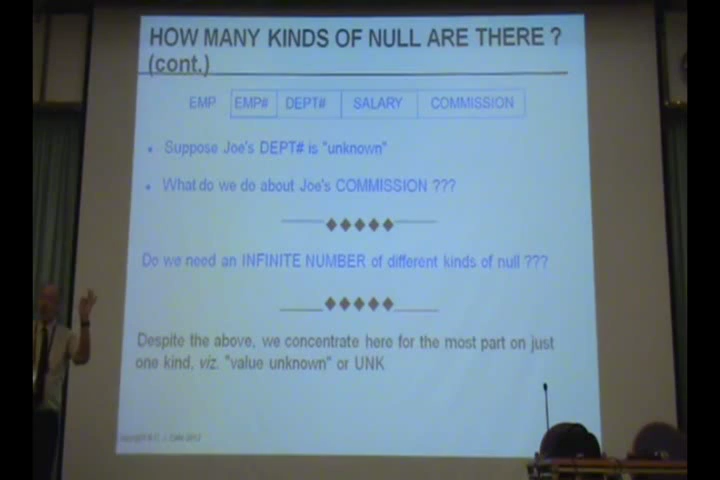 HOW MANY KINDS OF NULL ARE THERE ?
(cont.)
EMP EMP# DEPT# SALARY COMMISSION
• Suppose Joe's DEPT# is "unknown"
• What do we do about Joe's COMMISSION ???
Do we need an INFINITE NUMBER of different kinds of null ???
Despite the above, we concentrate here for the most part on just
one kind, viz. "value unknown" or UNK